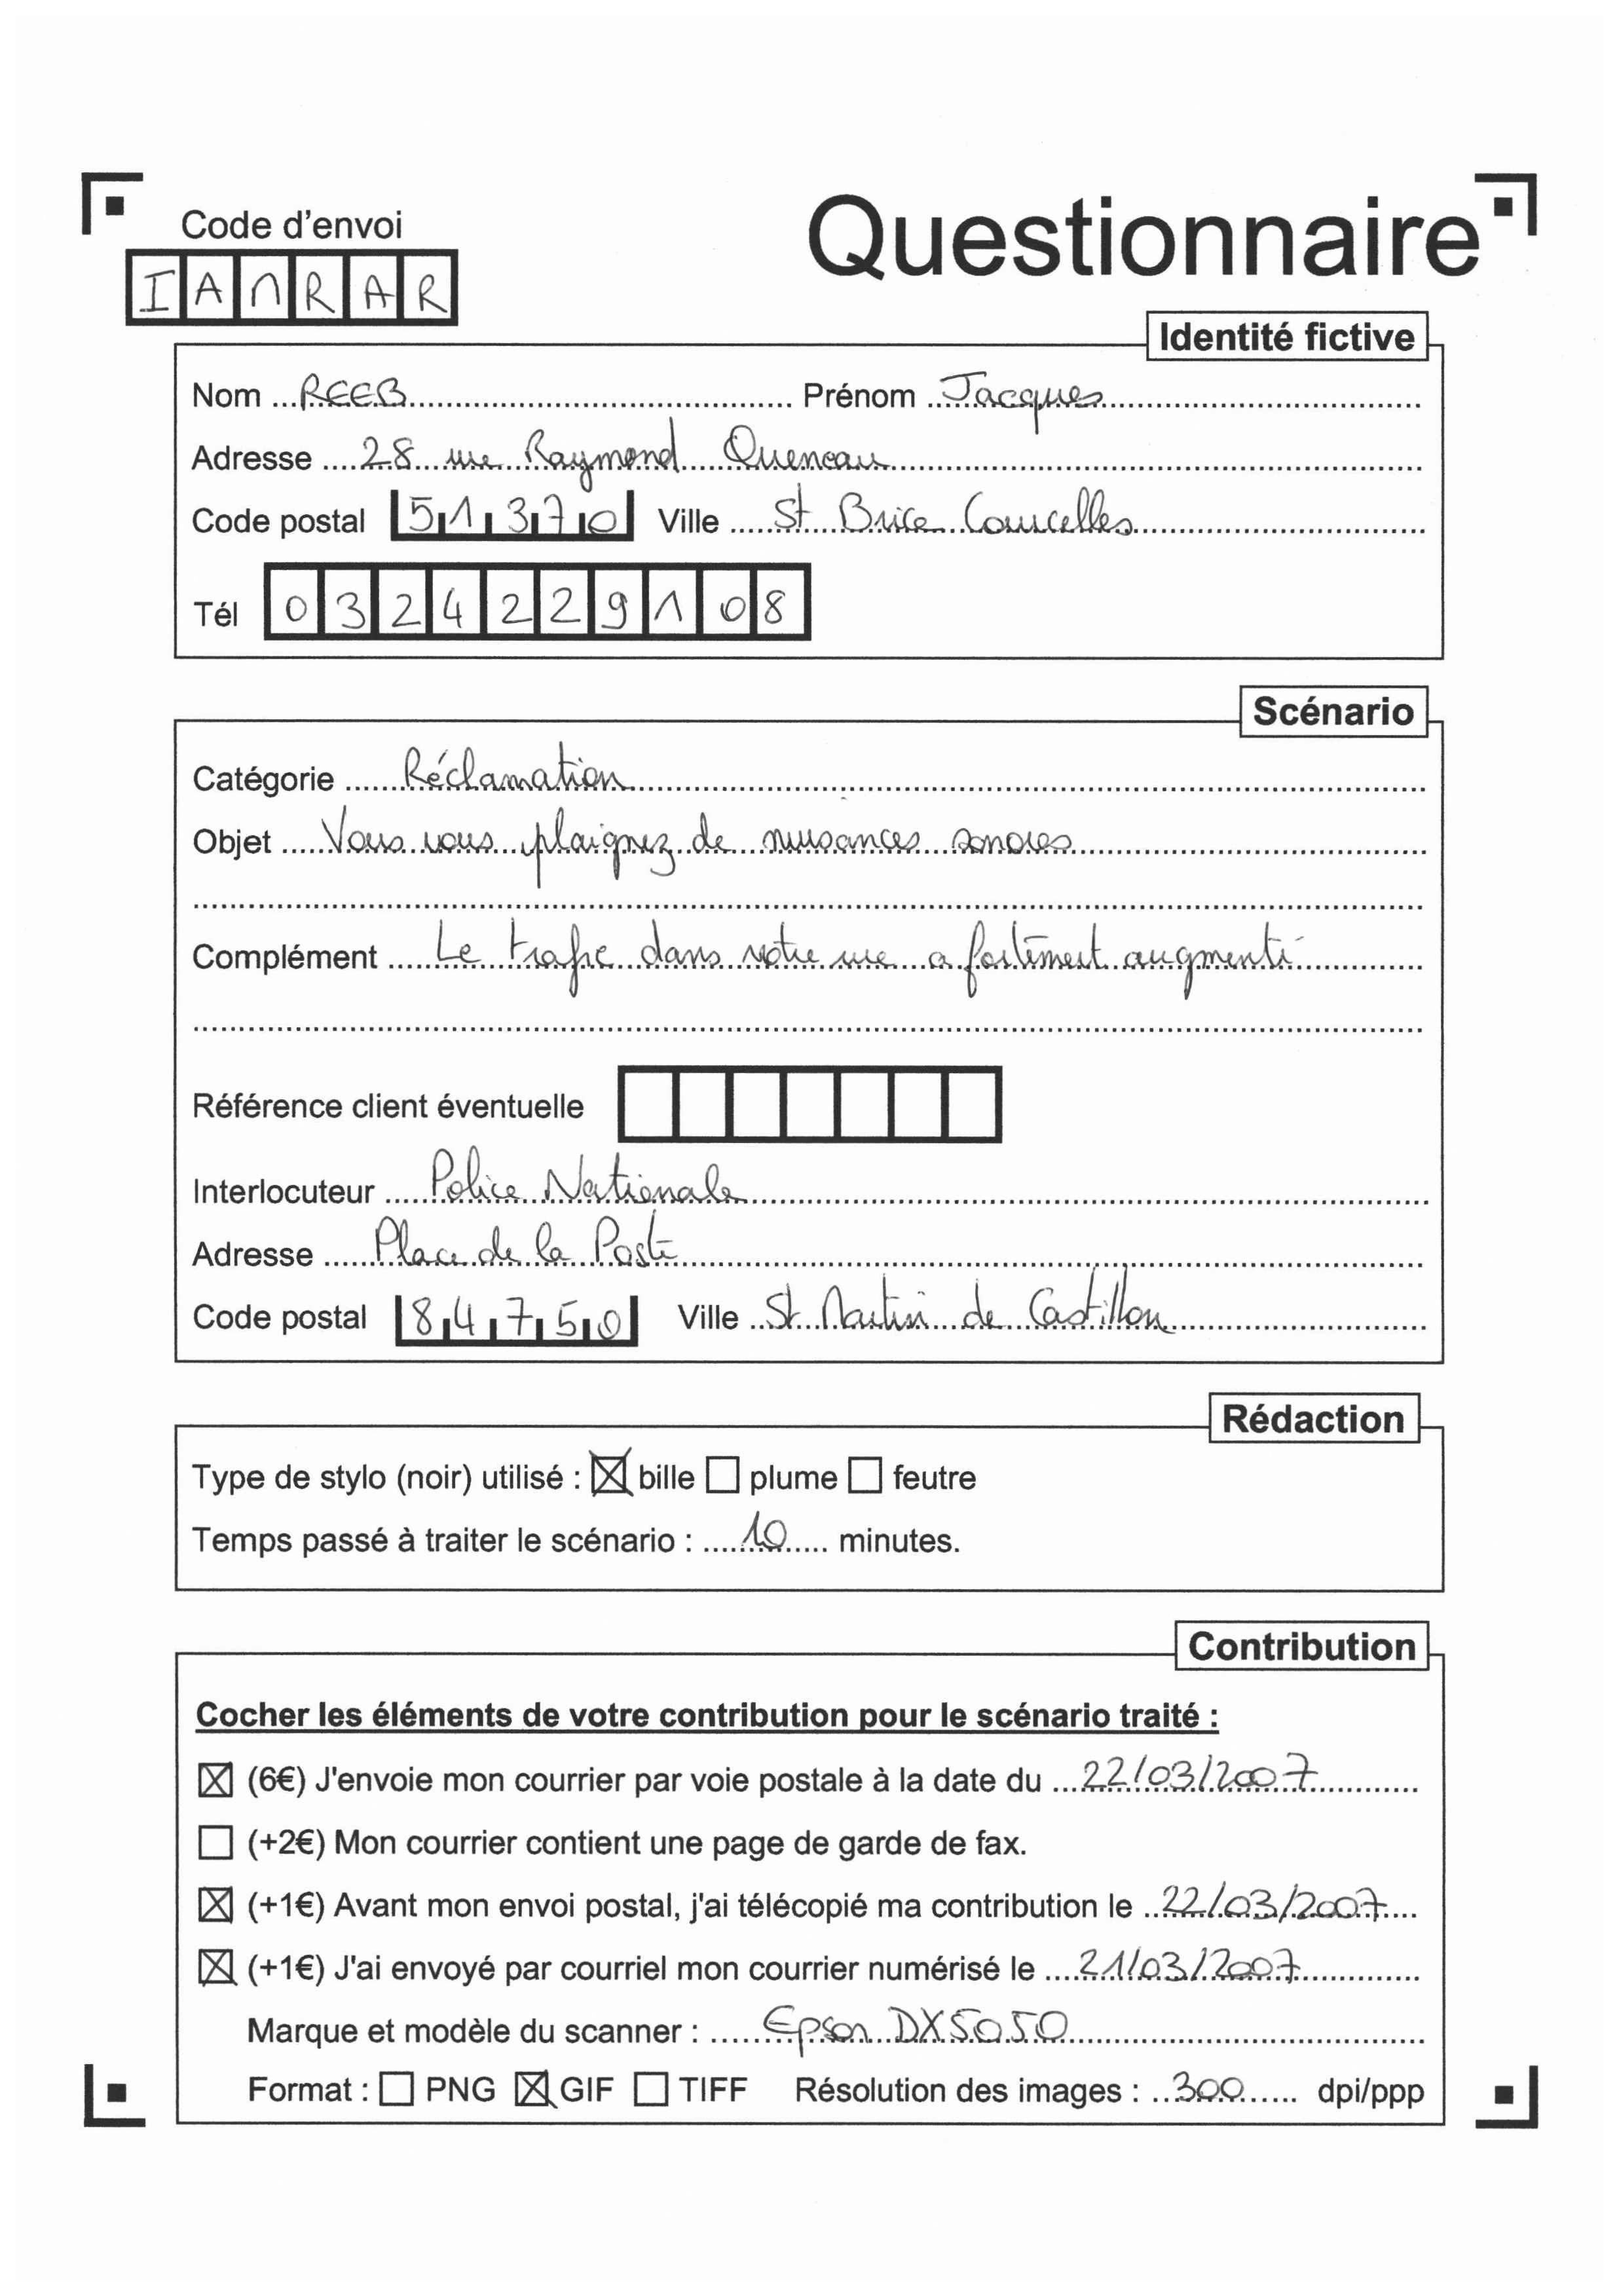 Code d'envoi
Questionnaire
IANRAR
Identité fictive
Nom REEB Prénom Jacques
Adresse 28 rue Raymond Queneau
Code postal 51370 Ville St Brice Courcelles
Tél 0324229108
Scénario
Catégorie Réclamation
Objet Vous vous plaignez de nuisances sonores
Complément Le trafic dans votre rue a fortement augmenté
Référence client éventuelle
Interlocuteur Police Nationale
Adresse Place de la Poste
Code postal 84750 Ville St Martin de Castillon
Rédaction
Type de stylo (noir) utilisé : ☒ bille ☐ plume ☐ feutre
Temps passé à traiter le scénario : 10 minutes.
Contribution
Cocher les éléments de votre contribution pour le scénario traité :
☒ (6€) J'envoie mon courrier par voie postale à la date du 22/03/2007
☐ (+2€) Mon courrier contient une page de garde de fax.
☒ (+1€) Avant mon envoi postal, j'ai télécopié ma contribution le 22/03/2007
☒ (+1€) J'ai envoyé par courriel mon courrier numérisé le 21/03/2007
Marque et modèle du scanner : Epson DX5050
Format : ☐ PNG ☒ GIF ☐ TIFF Résolution des images : 300 dpi/ppp